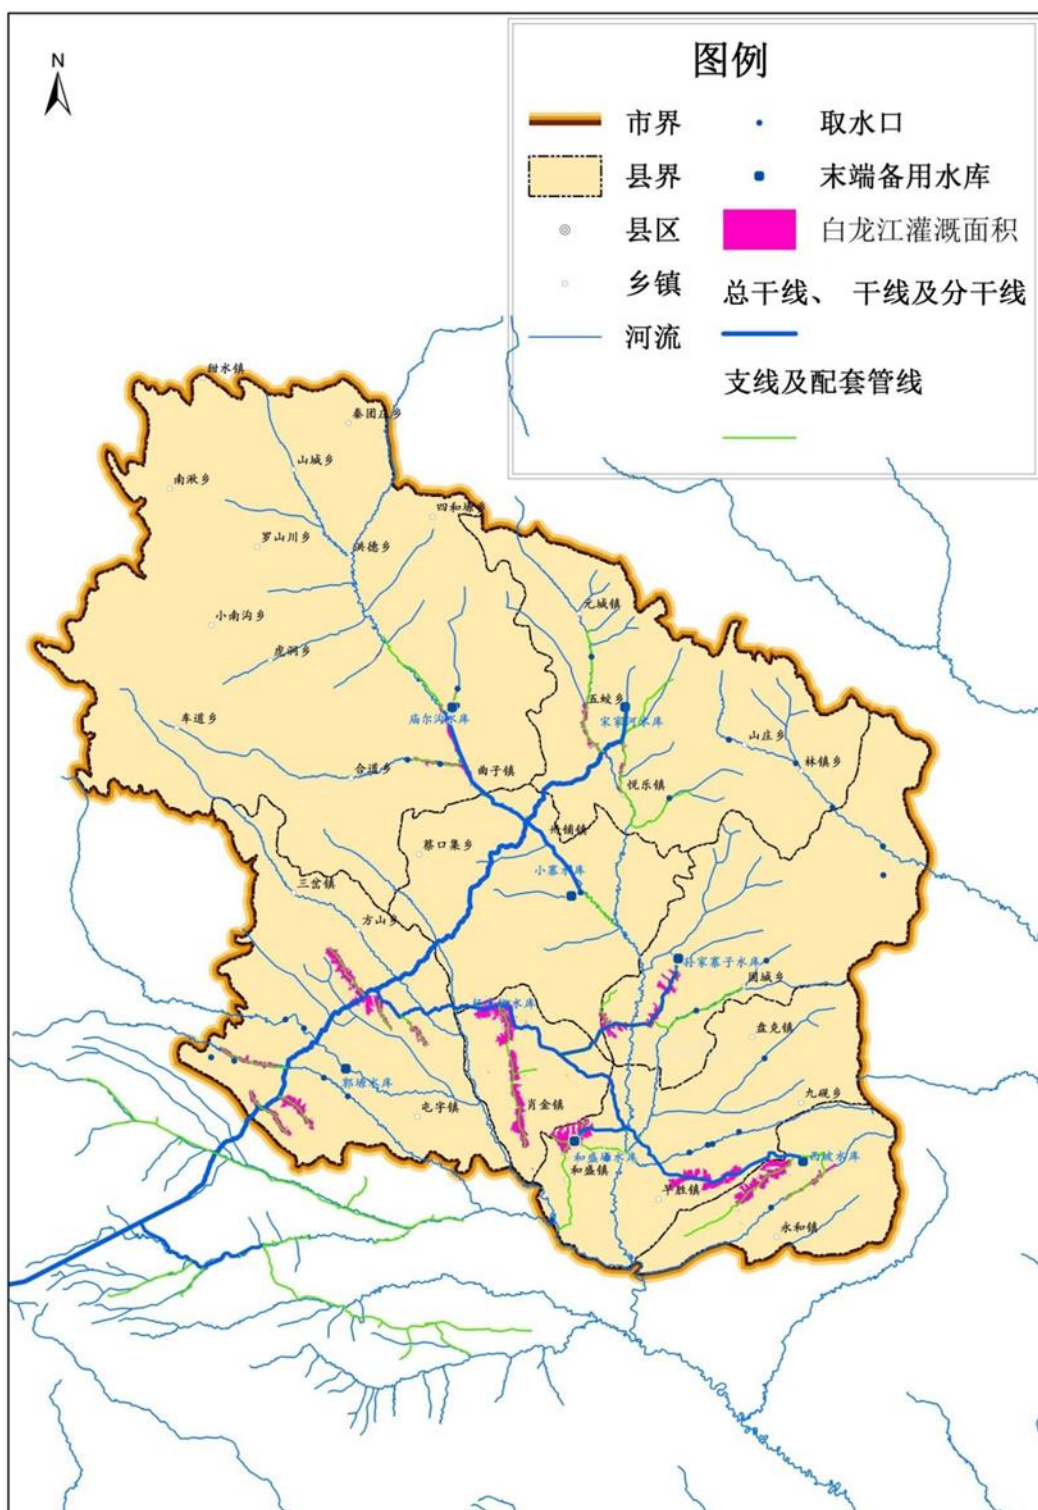 N
图例
市界
取水口
县界
末端备用水库
县区
白龙江灌溉面积
乡镇
总干线、 干线及分干线
河流
支线及配套管线
甜水镇
秦团庄乡
山城乡
南湫乡
四和塬乡
罗山川乡
洪德乡
元城镇
小南沟乡
虎洞乡
五蛟乡
车道乡
庙尔沟水库
宋家河水库
山庄乡
合道乡
曲子镇
林镇乡
悦乐镇
蔡口集乡
小寨水库
三岔镇
方山乡
孙家寨子水库
固城乡
盘克镇
郭塬水库
屯字镇
肖金镇
九岘乡
和盛塬水库
西坡水库
和盛镇
早胜镇
永和镇